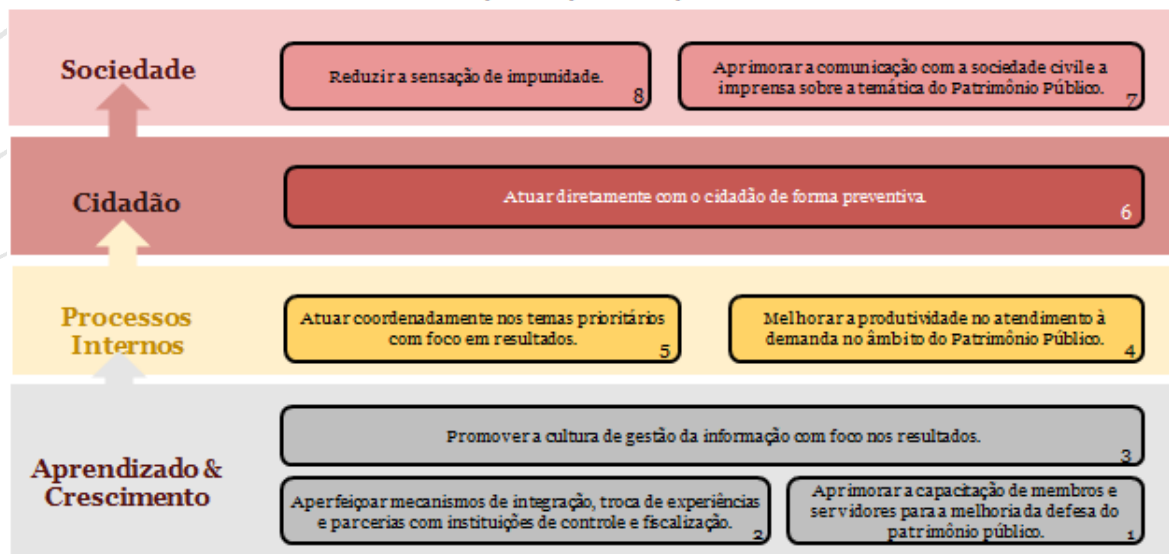 Sociedade
Reduzir a sensação de impunidade.
8
Aprimorar a comunicação com a sociedade civil e a
imprensa sobre a temática do Patrimônio Público.
7
Cidadão
Atuar diretamente com o cidadão de forma preventiva.
6
Processos
Internos
Atuar coordenadamente nos temas prioritários
com foco em resultados.
5
Melhorar a produtividade no atendimento à
demanda no âmbito do Patrimônio Público.
4
Aprendizado &
Crescimento
Promover a cultura de gestão da informação com foco nos resultados.
3
Aperfeiçoar mecanismos de integração, troca de experiências
e parcerias com instituições de controle e fiscalização.
2
Aprimorar a capacitação de membros e
servidores para a melhoria da defesa do
patrimônio público.
1